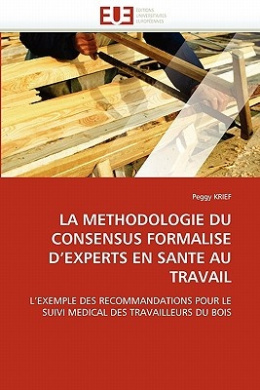 EUE
EDITIONS
UNIVERSITAIRES
EUROPEENNES
Peggy KRIEF
LA METHODOLOGIE DU
CONSENSUS FORMALISE
D'EXPERTS EN SANTE AU
TRAVAIL
L'EXEMPLE DES RECOMMANDATIONS POUR LE
SUIVI MEDICAL DES TRAVAILLEURS DU BOIS